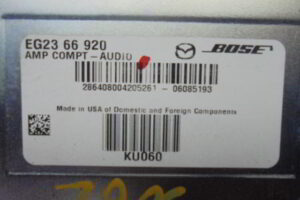 EG23 66 920
BOSE
AMP COMPT - AUDIO
286408004205261 - 06085193
Made in USA of Domestic and Foreign Components
KU060